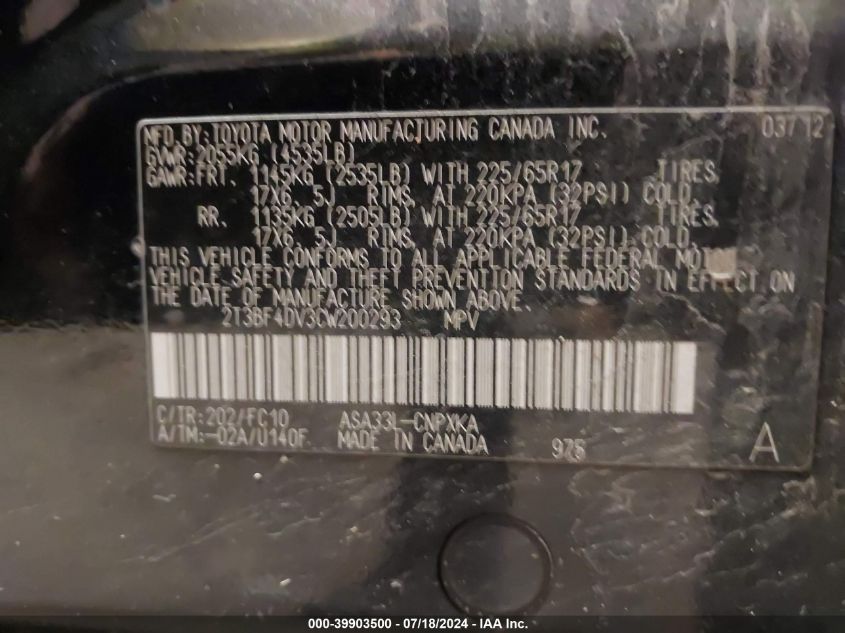 MFD. BY: TOYOTA MOTOR MANUFACTURING CANADA INC. 03/12
GVWR: 2055KG (4535LB)
GAWR: FRT. 1145KG (2535LB) WITH 225/65R17 TIRES,
17X6. 5J RIMS, AT 220KPA (32PSI) COLD,
RR. 1135KG (2505LB) WITH 225/65R17 TIRES,
17X6. 5J RIMS, AT 220KPA (32PSI) COLD.
THIS VEHICLE CONFORMS TO ALL APPLICABLE FEDERAL MOTOR
VEHICLE SAFETY AND THEFT PREVENTION STANDARDS IN EFFECT ON
THE DATE OF MANUFACTURE SHOWN ABOVE.
2T3BF4DV3CW200293 MPV
C/TR: 202/FC10 ASA33L-CNPXKA
A/TM: -02A/U140F MADE IN CANADA 975 A
000-39903500 - 07/18/2024 - IAA Inc.